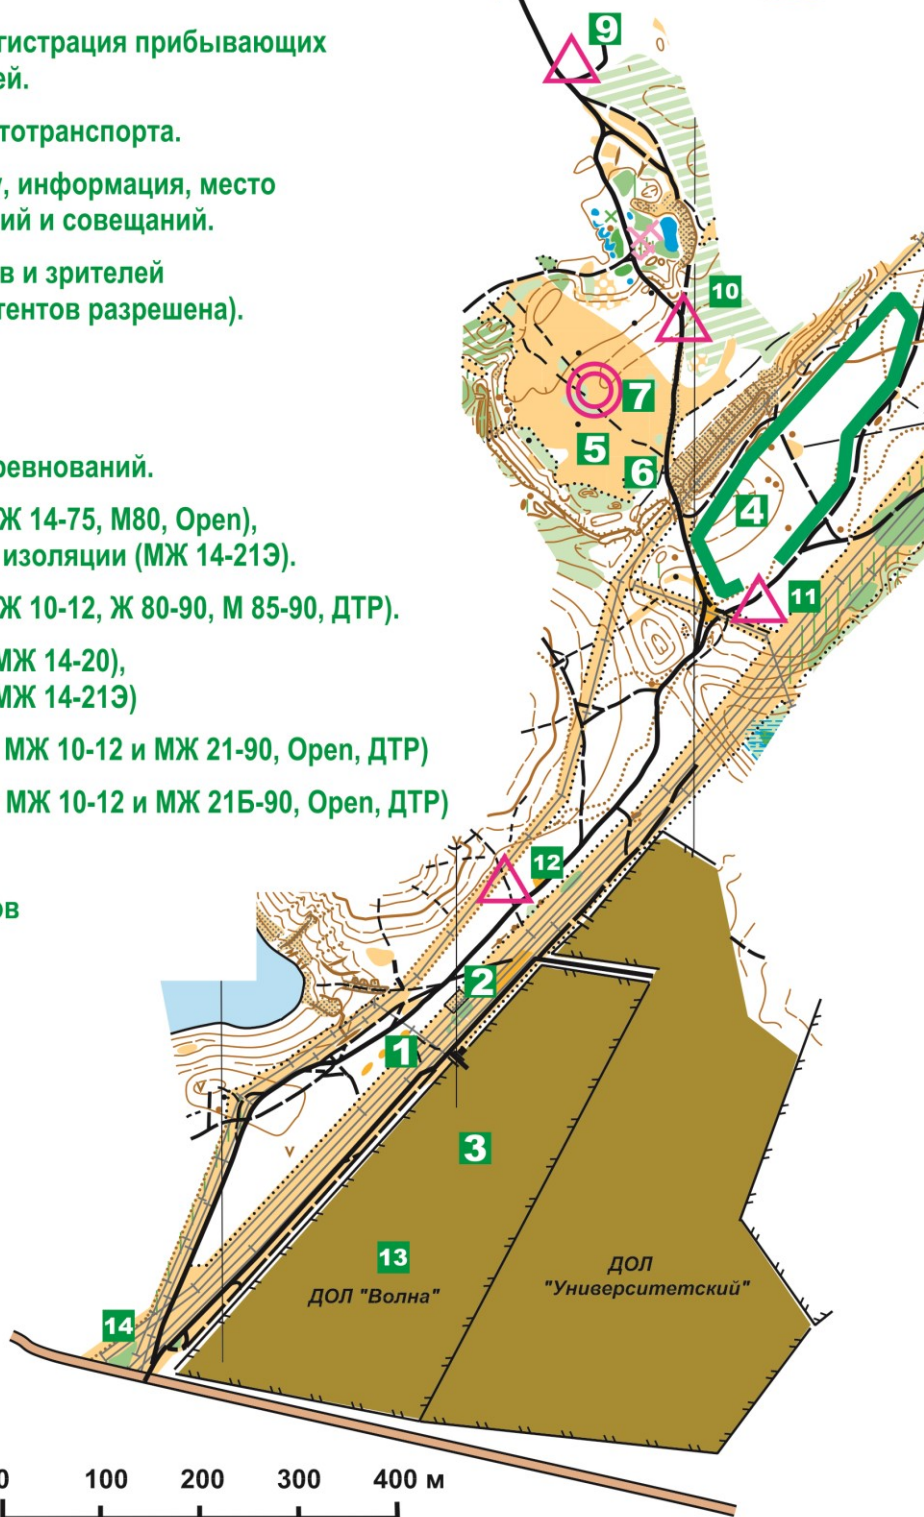 гистрация прибывающих
ей.
тотранспорта.
, информация, место
ий и совещаний.
в и зрителей
тентов разрешена).
ревнований.
Ж 14-75, М80, Open),
изоляции (МЖ 14-21Э).
Ж 10-12, Ж 80-90, М 85-90, ДТР).
МЖ 14-20),
МЖ 14-21Э)
МЖ 10-12 и МЖ 21-90, Open, ДТР)
МЖ 10-12 и МЖ 21Б-90, Open, ДТР)
ов
9
10
7
5
6
4
11
12
2
1
3
13
ДОЛ "Волна"
ДОЛ
"Университетский"
14
0 100 200 300 400 м